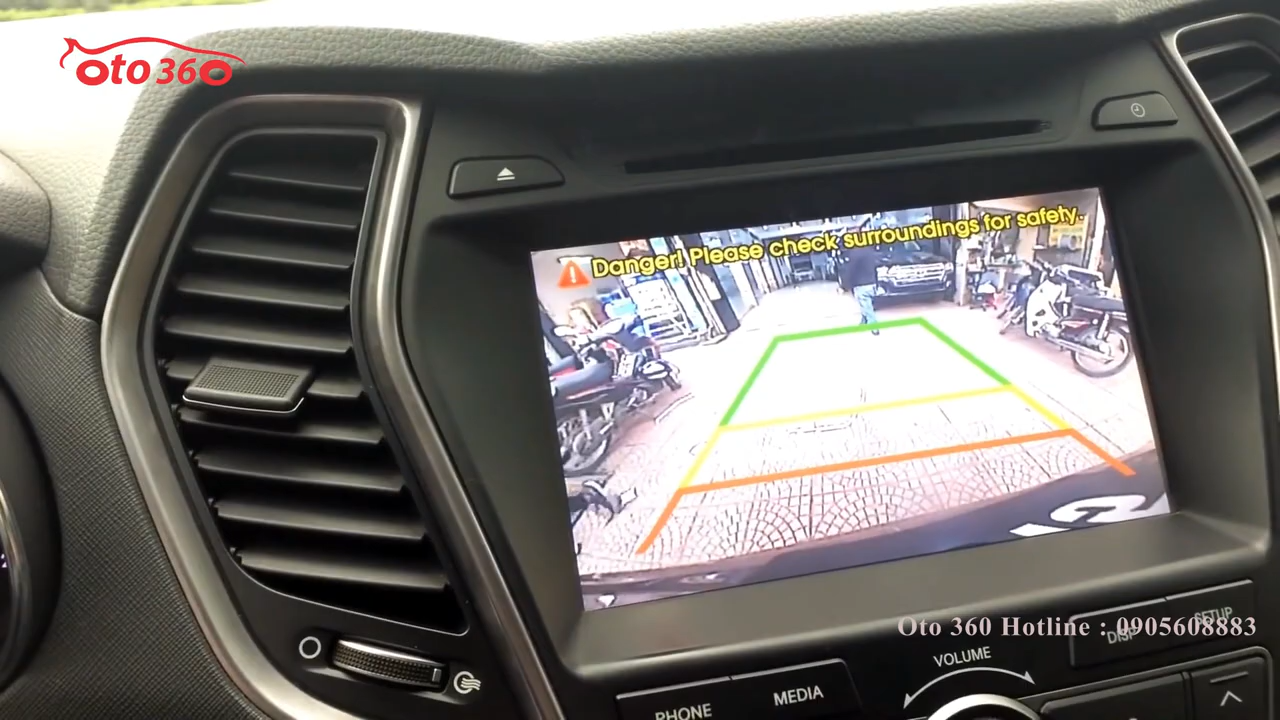 oto 360
Danger! Please check surroundings for safety.
Oto 360 Hotline : 0905608883
DISP
SETUP
VOLUME
MEDIA
PHONE